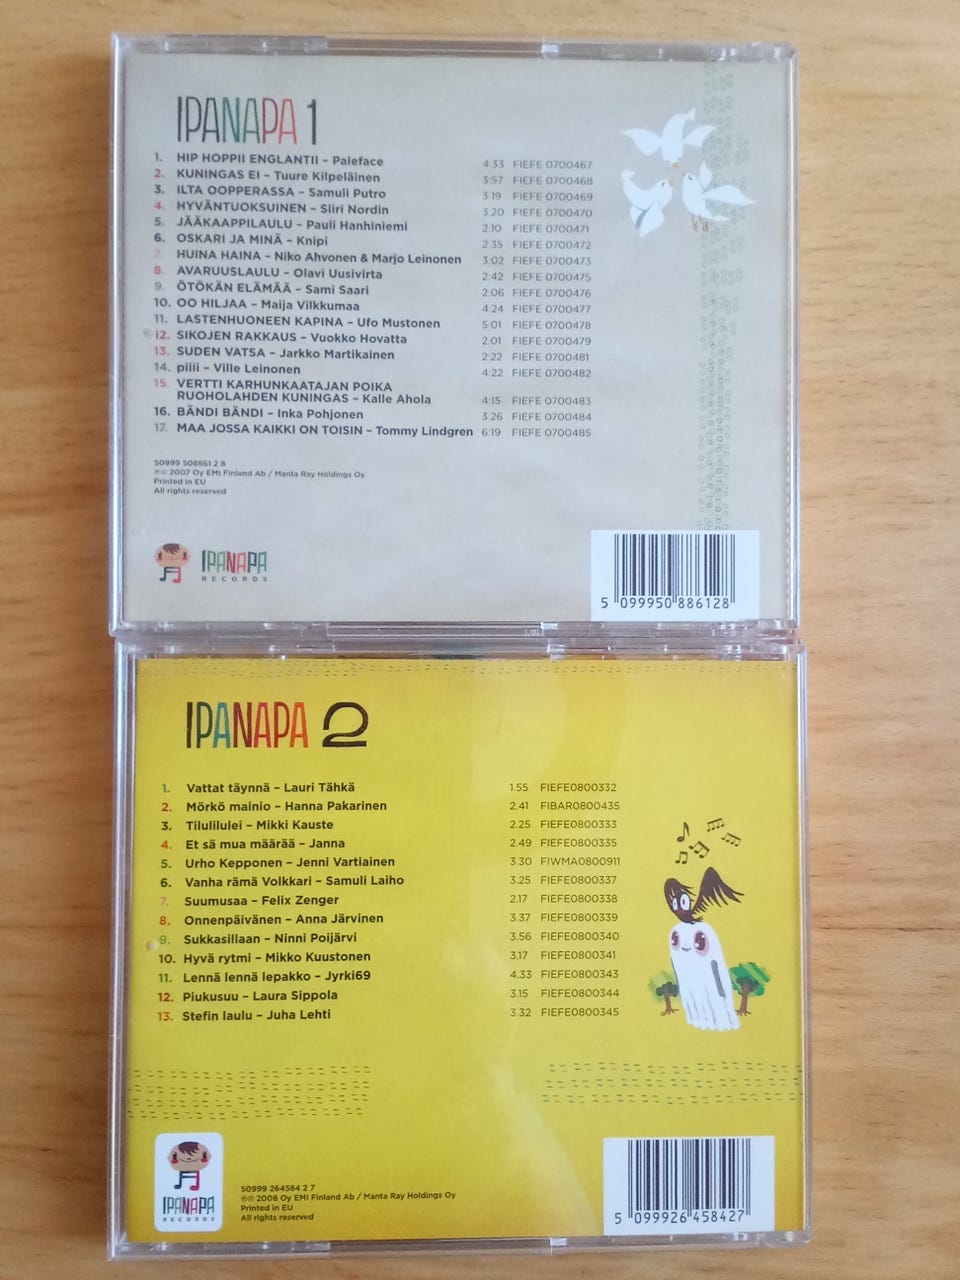 IPANAPA 1
1. HIP HOPPII ENGLANTII – Paleface 4:33 FIEFE 0700467
2. KUNINGAS EI – Tuure Kilpeläinen 3:57 FIEFE 0700468
3. ILTA OOPPERASSA – Samuli Putro 3:19 FIEFE 0700469
4. HYVÄNTUOKSUINEN – Siiri Nordin 3.20 FIEFE 0700470
5. JÄÄKAAPPILAULU – Pauli Hanhiniemi 2:10 FIEFE 0700471
6. OSKARI JA MINÄ – Knipi 2:35 FIEFE 0700472
7. HUINA HAINA – Niko Ahvonen & Marjo Leinonen 3:02 FIEFE 0700473
8. AVARUUSLAULU – Olavi Uusivirta 2:42 FIEFE 0700475
9. ÖTÖKÄN ELÄMÄÄ – Sami Saari 2:06 FIEFE 0700476
10. OO HILJAA – Maija Vilkkumaa 4:24 FIEFE 0700477
11. LASTENHUONEEN KAPINA – Ufo Mustonen 5:01 FIEFE 0700478
12. SIKOJEN RAKKAUS – Vuokko Hovatta 2:01 FIEFE 0700479
13. SUDEN VATSA – Jarkko Martikainen 2:22 FIEFE 0700481
14. piiii – Ville Leinonen 4:22 FIEFE 0700482
15. VERTTI KARHUNKAATAJAN POIKA
RUOHOLAHDEN KUNINGAS – Kalle Ahola 4:15 FIEFE 0700483
16. BÄNDI BÄNDI – Inka Pohjonen 3:26 FIEFE 0700484
17. MAA JOSSA KAIKKI ON TOISIN – Tommy Lindgren 6:19 FIEFE 0700485
50999 508861 2 8
℗© 2007 Oy EMI Finland Ab / Manta Ray Holdings Oy
Printed in EU
All rights reserved
IPANAPA
RECORDS
5 099950 886128
IPANAPA 2
1. Vattat täynnä – Lauri Tähkä 1.55 FIEFE0800332
2. Mörkö mainio – Hanna Pakarinen 2.41 FIBAR0800435
3. Tilulilulei – Mikki Kauste 2.25 FIEFE0800333
4. Et sä mua määrää – Janna 2.49 FIEFE0800335
5. Urho Kepponen – Jenni Vartiainen 3.30 FIWMA0800911
6. Vanha rämä Volkkari – Samuli Laiho 3.25 FIEFE0800337
7. Suumusaa – Felix Zenger 2.17 FIEFE0800338
8. Onnenpäivänen – Anna Järvinen 3.37 FIEFE0800339
9. Sukkasillaan – Ninni Poijärvi 3.56 FIEFE0800340
10. Hyvä rytmi – Mikko Kuustonen 3.17 FIEFE0800341
11. Lennä lennä lepakko – Jyrki69 4.33 FIEFE0800343
12. Piukusuu – Laura Sippola 3.15 FIEFE0800344
13. Stefin laulu – Juha Lehti 3.32 FIEFE0800345
IPANAPA
RECORDS
50999 264584 2 7
℗© 2008 Oy EMI Finland Ab / Manta Ray Holdings Oy
Printed in EU
All rights reserved
5 099926 458427